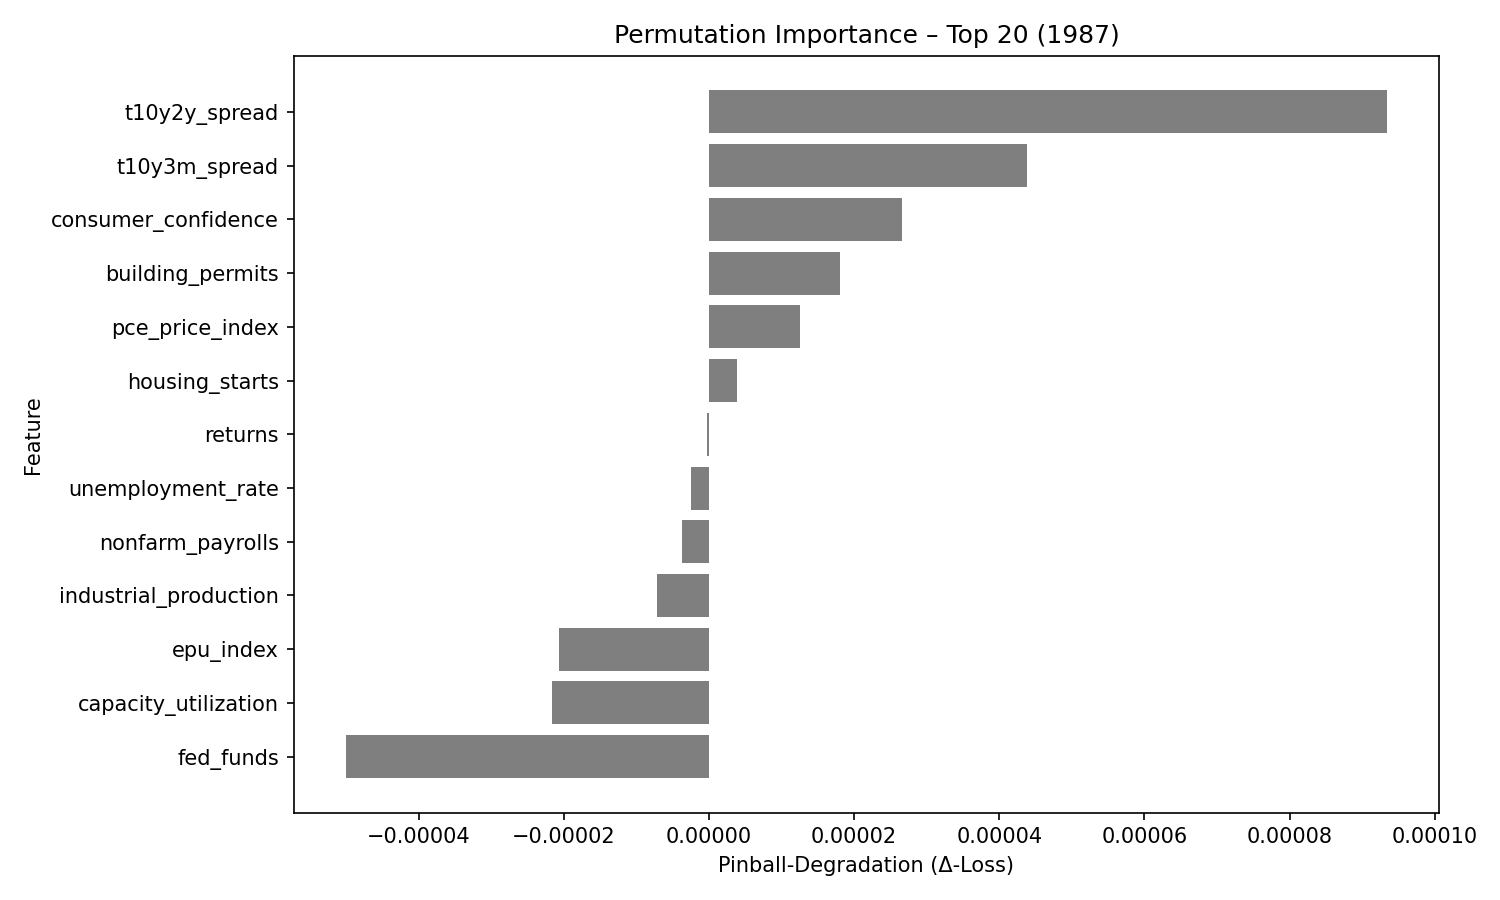 Permutation Importance – Top 20 (1987)
Feature
t10y2y_spread
t10y3m_spread
consumer_confidence
building_permits
pce_price_index
housing_starts
returns
unemployment_rate
nonfarm_payrolls
industrial_production
epu_index
capacity_utilization
fed_funds
−0.00004 −0.00002 0.00000 0.00002 0.00004 0.00006 0.00008 0.00010
Pinball-Degradation (Δ-Loss)